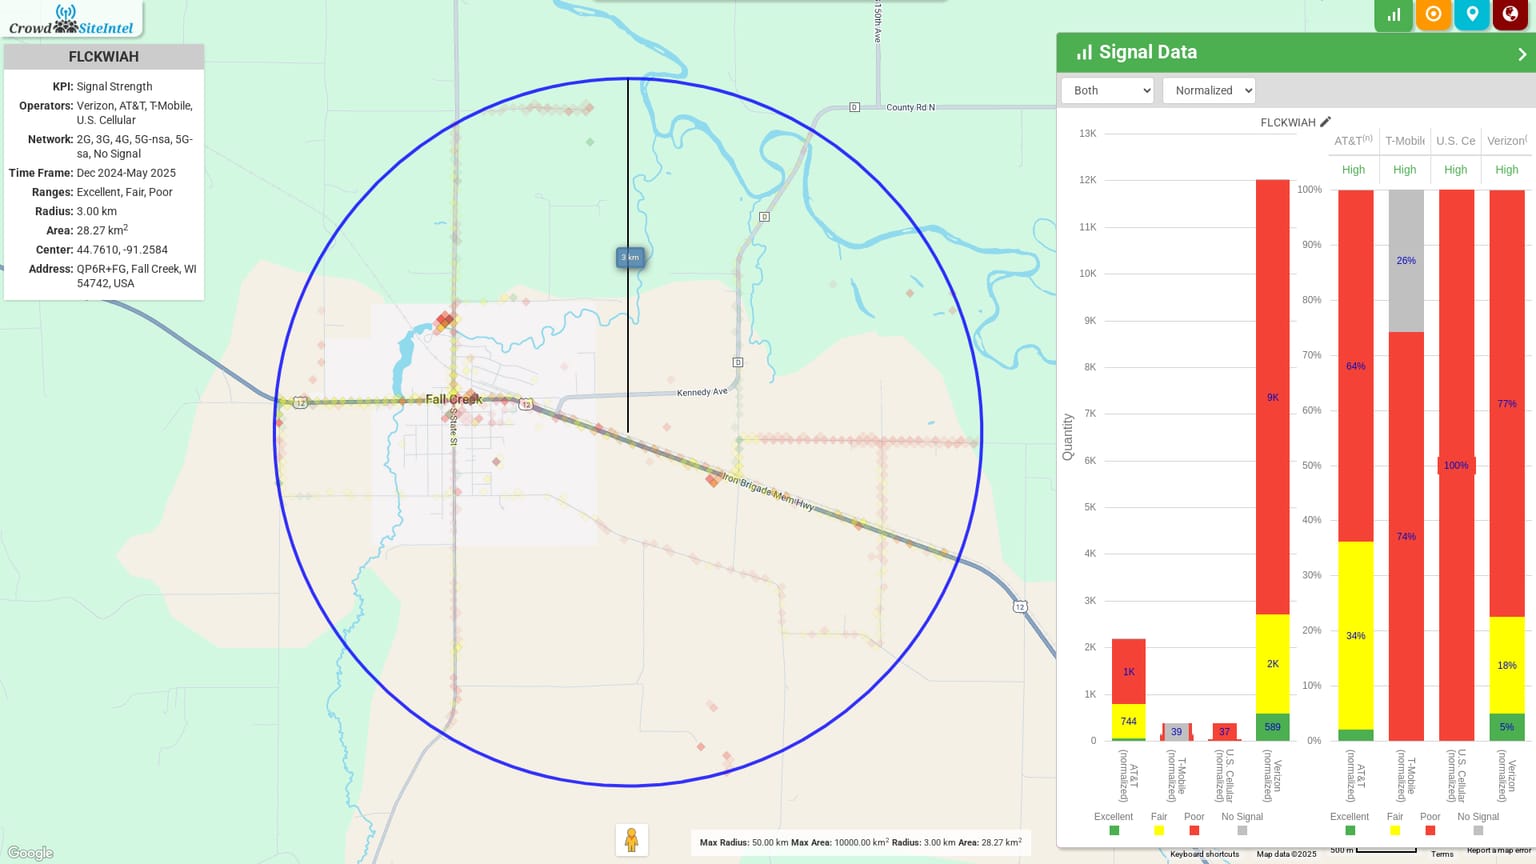 Crowd SiteIntel
FLCKWIAH
KPI: Signal Strength
Operators: Verizon, AT&T, T-Mobile,
U.S. Cellular
Network: 2G, 3G, 4G, 5G-nsa, 5G-
sa, No Signal
Time Frame: Dec 2024-May 2025
Ranges: Excellent, Fair, Poor
Radius: 3.00 km
Area: 28.27 km²
Center: 44.7610, -91.2584
Address: QP6R+FG, Fall Creek, WI
54742, USA
S 150th Ave
D
County Rd N
D
3 km
D
Kennedy Ave
12
Fall Creek
12
S State St
Iron Brigade Mem Hwy
12
Google
Max Radius: 50.00 km Max Area: 10000.00 km² Radius: 3.00 km Area: 28.27 km²
Signal Data
Both
Normalized
FLCKWIAH
Quantity
13K
12K
11K
10K
9K
8K
7K
6K
5K
4K
3K
2K
1K
0
1K
744
39
37
9K
2K
589
AT&T (normalized)
T-Mobile (normalized)
U.S. Cellular (normalized)
Verizon (normalized)
Excellent Fair Poor No Signal
AT&T(n) T-Mobile U.S. Ce Verizon(
High High High High
100%
90%
80%
70%
60%
50%
40%
30%
20%
10%
0%
64%
34%
26%
74%
100%
77%
18%
5%
AT&T (normalized)
T-Mobile (normalized)
U.S. Cellular (normalized)
Verizon (normalized)
Excellent Fair Poor No Signal
Keyboard shortcuts Map data ©2025 500 m Terms Report a map error